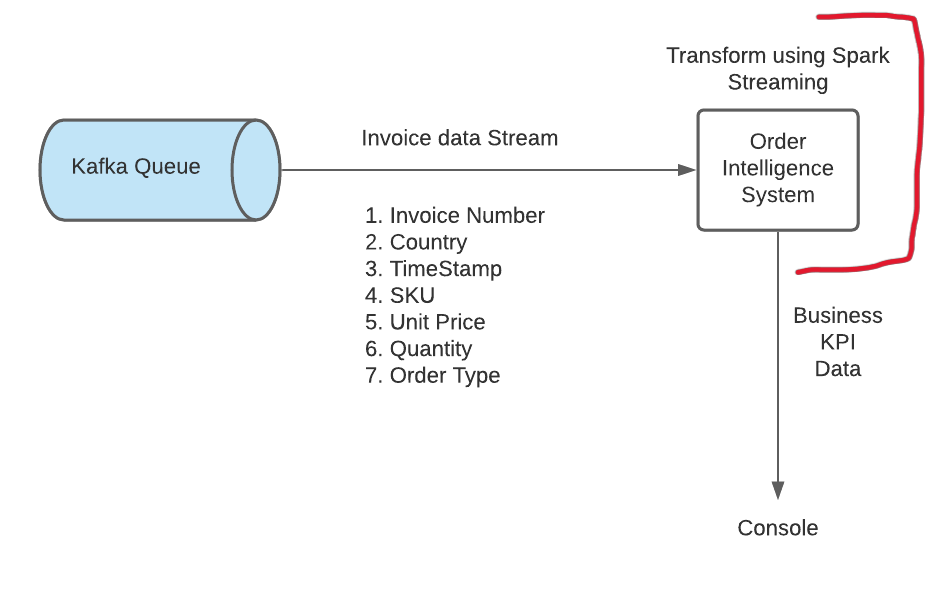 Transform using Spark
Streaming
Kafka Queue
Invoice data Stream
Order
Intelligence
System
1. Invoice Number
2. Country
3. TimeStamp
4. SKU
5. Unit Price
6. Quantity
7. Order Type
Business
KPI
Data
Console